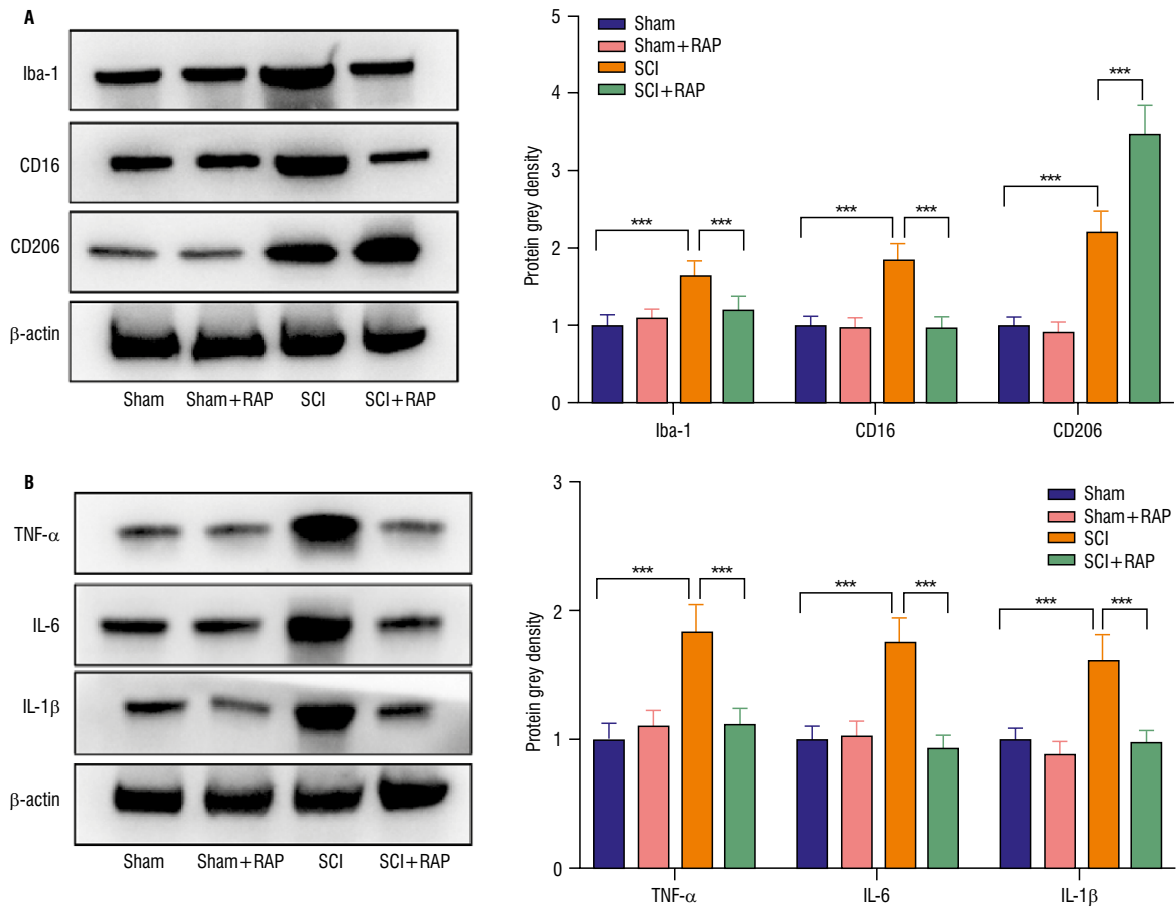 A
Iba-1
CD16
CD206
β-actin
Sham Sham+RAP SCI SCI+RAP
5
4
3
2
1
0
Protein grey density
Sham
Sham+RAP
SCI
SCI+RAP
***
***
***
***
***
***
Iba-1 CD16 CD206
B
TNF-α
IL-6
IL-1β
β-actin
Sham Sham+RAP SCI SCI+RAP
3
2
1
0
Protein grey density
Sham
Sham+RAP
SCI
SCI+RAP
***
***
***
***
***
***
TNF-α IL-6 IL-1β